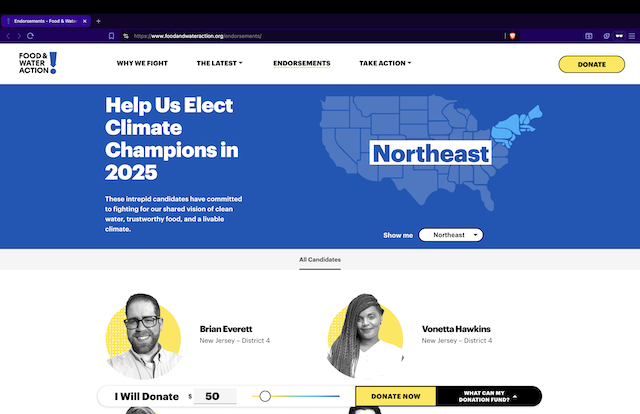 Endorsements - Food & Water
https://www.foodandwateraction.org/endorsements/
FOOD &
WATER
ACTION
WHY WE FIGHT
THE LATEST
ENDORSEMENTS
TAKE ACTION
DONATE
Help Us Elect
Climate
Champions in
2025
These intrepid candidates have committed
to fighting for our shared vision of clean
water, trustworthy food, and a livable
climate.
Northeast
Show me
Northeast
All Candidates
Brian Everett
New Jersey – District 4
Vonetta Hawkins
New Jersey – District 4
I Will Donate
$ 50
DONATE NOW
WHAT CAN MY
DONATION FUND?